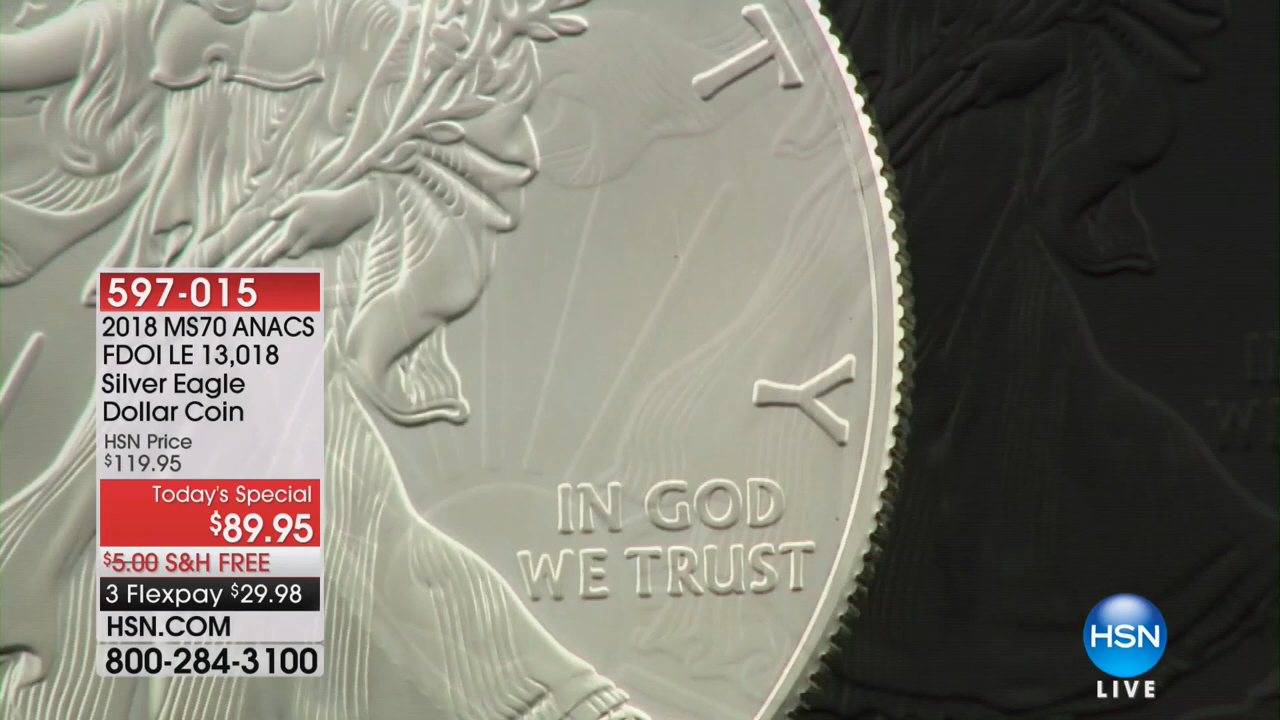 T
Y
IN GOD
WE TRUST
597-015
2018 MS70 ANACS
FDOI LE 13,018
Silver Eagle
Dollar Coin
HSN Price
$119.95
Today's Special
$89.95
$5.00 S&H FREE
3 Flexpay $29.98
HSN.COM
800-284-3100
HSN
LIVE